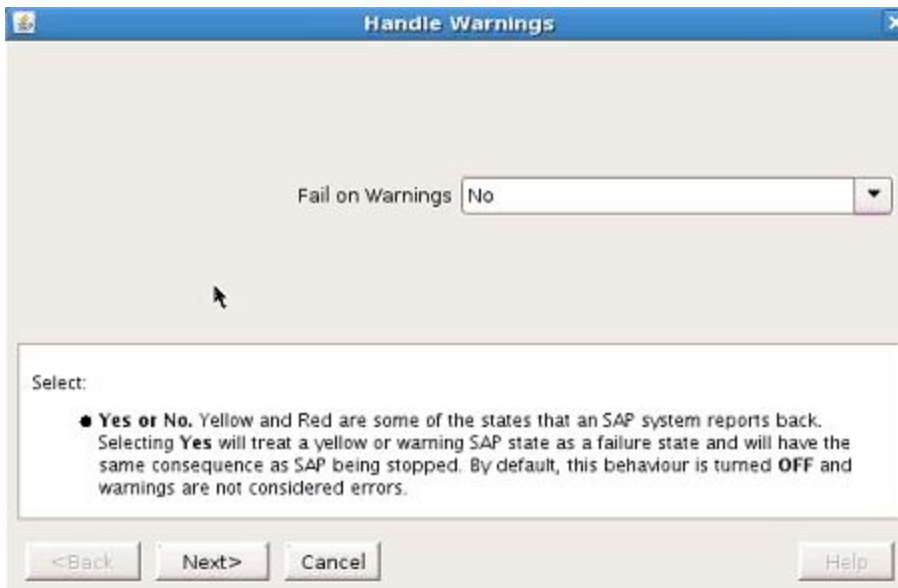 Handle Warnings
Fail on Warnings No
Select:
● Yes or No. Yellow and Red are some of the states that an SAP system reports back.
Selecting Yes will treat a yellow or warning SAP state as a failure state and will have the
same consequence as SAP being stopped. By default, this behaviour is turned OFF and
warnings are not considered errors.
<Back Next> Cancel Help